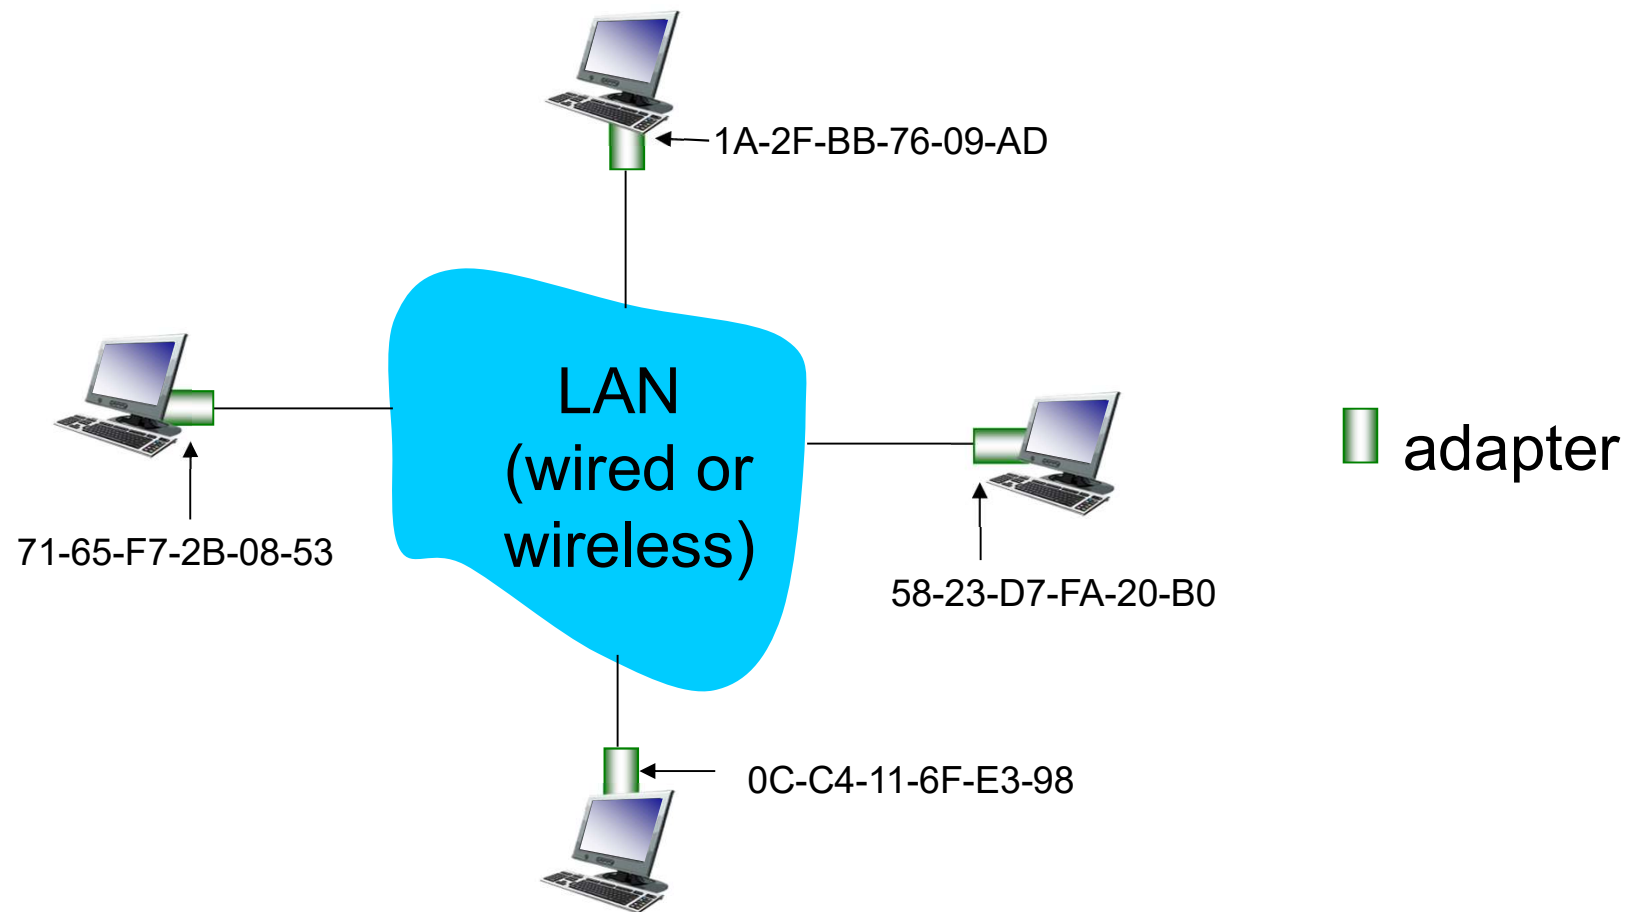 1A-2F-BB-76-09-AD
LAN
(wired or
wireless)
adapter
71-65-F7-2B-08-53
58-23-D7-FA-20-B0
0C-C4-11-6F-E3-98